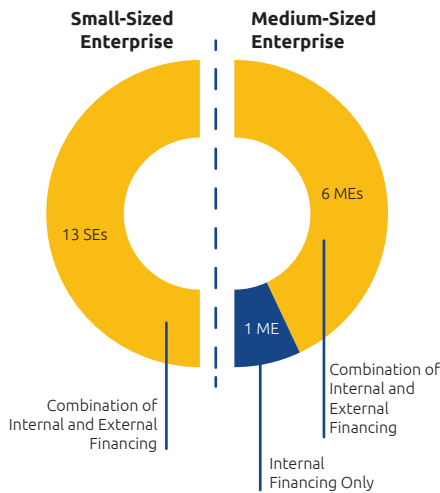 Small-Sized
Enterprise
Medium-Sized
Enterprise
13 SEs
6 MEs
1 ME
Combination of
Internal and External
Financing
Combination of
Internal and
External
Financing
Internal
Financing Only